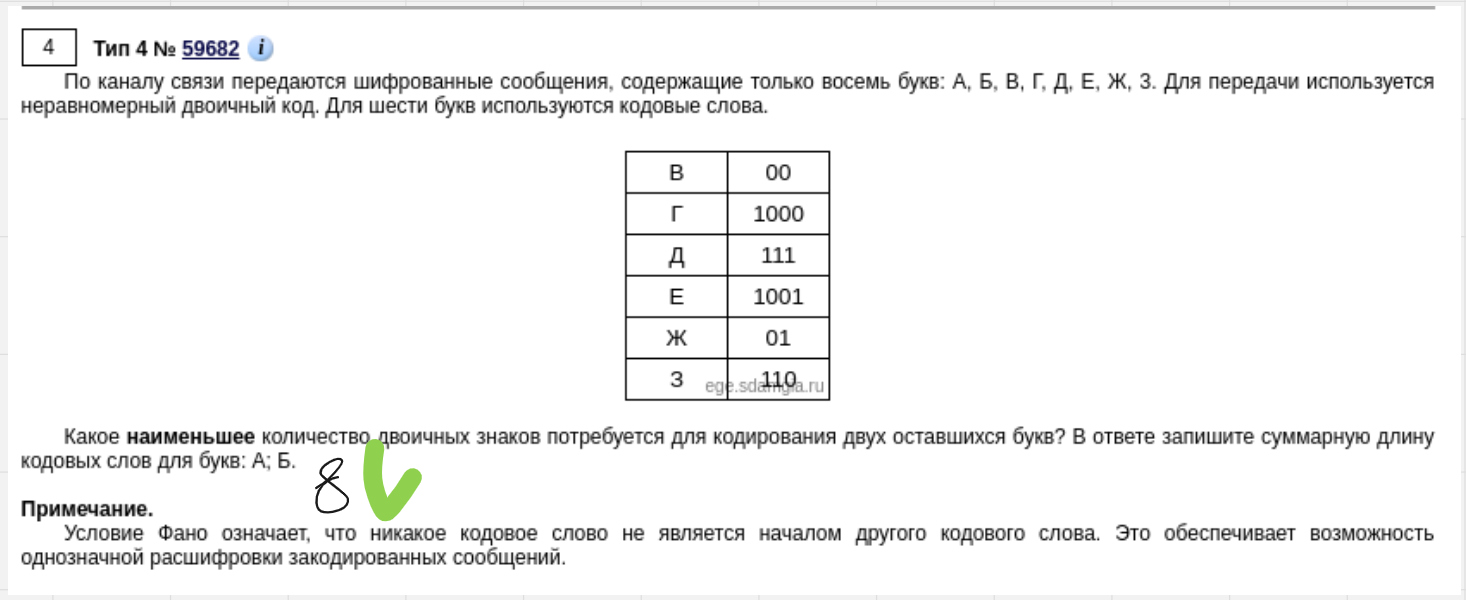 4 Тип 4 № 59682 i
По каналу связи передаются шифрованные сообщения, содержащие только восемь букв: А, Б, В, Г, Д, Е, Ж, З. Для передачи используется
неравномерный двоичный код. Для шести букв используются кодовые слова.
В 00
Г 1000
Д 111
Е 1001
Ж 01
З 110
ege.sdamgia.ru
Какое наименьшее количество двоичных знаков потребуется для кодирования двух оставшихся букв? В ответе запишите суммарную длину
кодовых слов для букв: А; Б.
8
Примечание.
Условие Фано означает, что никакое кодовое слово не является началом другого кодового слова. Это обеспечивает возможность
однозначной расшифровки закодированных сообщений.